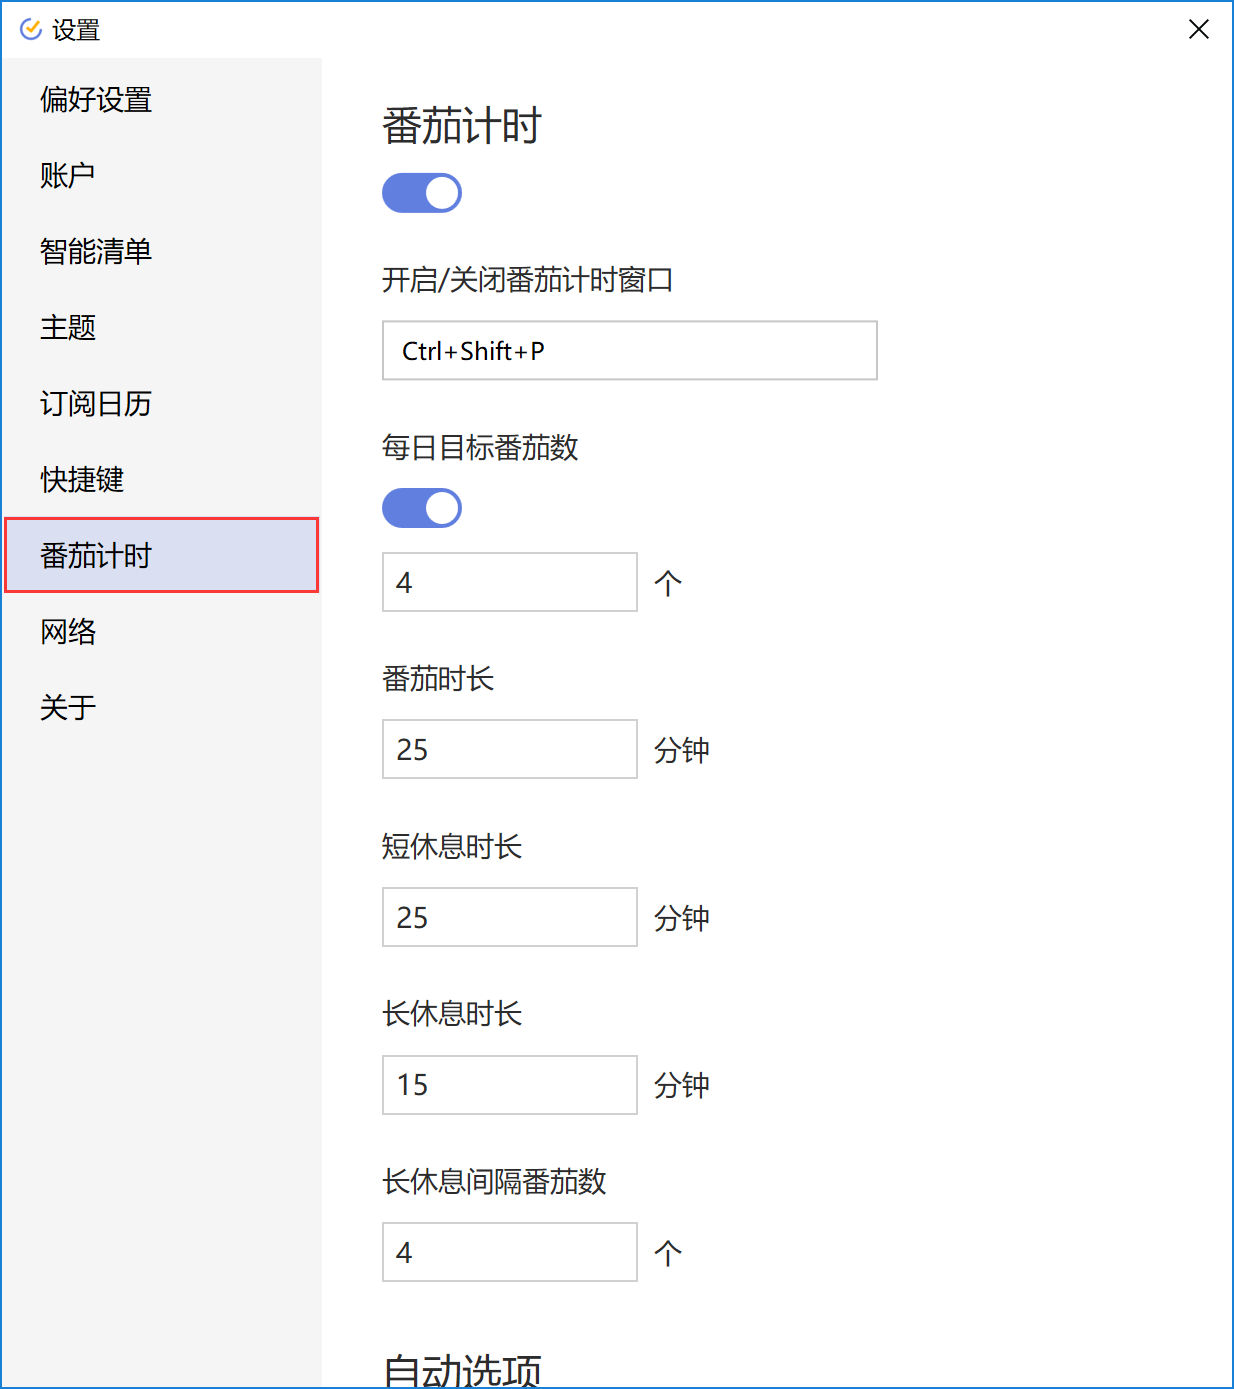 设置
偏好设置
账户
智能清单
主题
订阅日历
快捷键
番茄计时
网络
关于
番茄计时
开启/关闭番茄计时窗口
Ctrl+Shift+P
每日目标番茄数
4 个
番茄时长
25 分钟
短休息时长
25 分钟
长休息时长
15 分钟
长休息间隔番茄数
4 个
自动选项